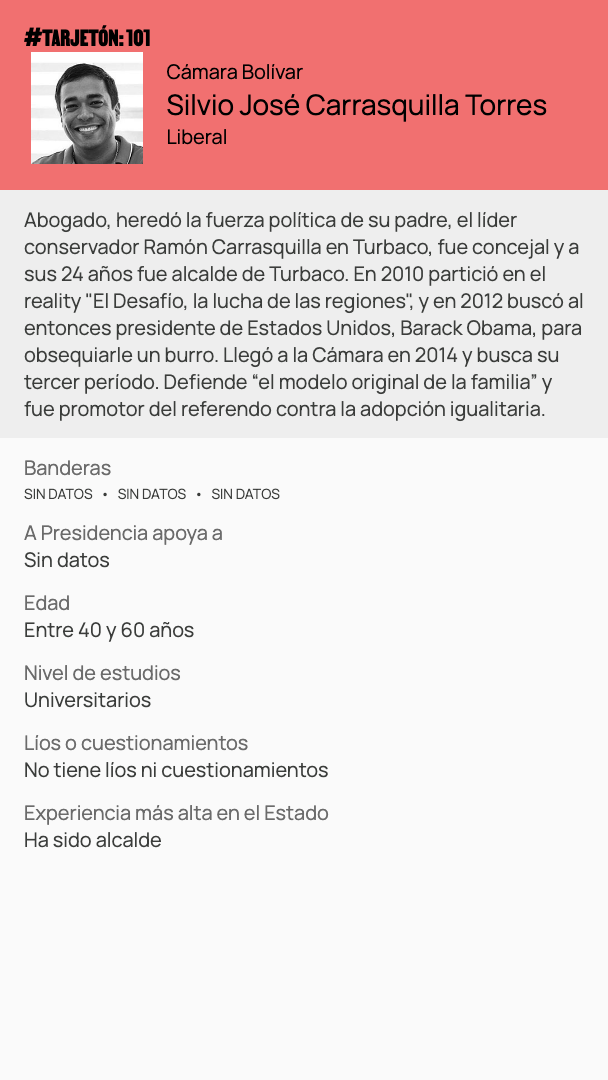 #TARJETÓN: 101
Cámara Bolívar
Silvio José Carrasquilla Torres
Liberal
Abogado, heredó la fuerza política de su padre, el líder
conservador Ramón Carrasquilla en Turbaco, fue concejal y a
sus 24 años fue alcalde de Turbaco. En 2010 partició en el
reality "El Desafío, la lucha de las regiones", y en 2012 buscó al
entonces presidente de Estados Unidos, Barack Obama, para
obsequiarle un burro. Llegó a la Cámara en 2014 y busca su
tercer período. Defiende “el modelo original de la familia” y
fue promotor del referendo contra la adopción igualitaria.
Banderas
SIN DATOS • SIN DATOS • SIN DATOS
A Presidencia apoya a
Sin datos
Edad
Entre 40 y 60 años
Nivel de estudios
Universitarios
Líos o cuestionamientos
No tiene líos ni cuestionamientos
Experiencia más alta en el Estado
Ha sido alcalde